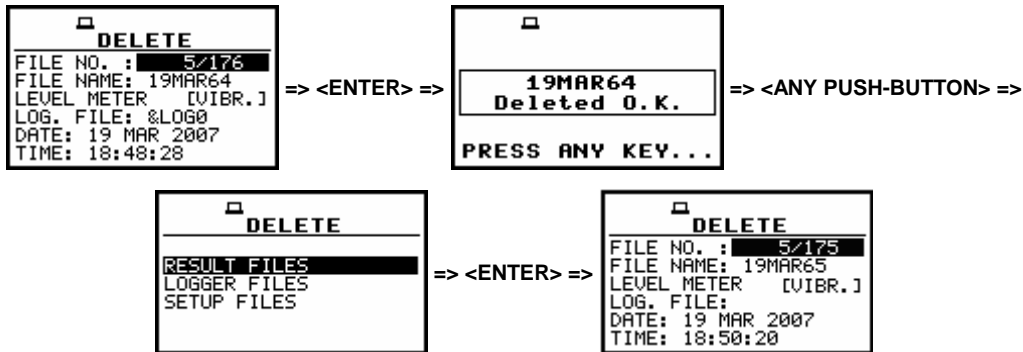 DELETE
FILE NO. : 5/176
FILE NAME: 19MAR64
LEVEL METER [VIBR.]
LOG. FILE: &LOG0
DATE: 19 MAR 2007
TIME: 18:48:28
=> <ENTER> =>
19MAR64
Deleted O.K.
PRESS ANY KEY...
=> <ANY PUSH-BUTTON> =>
DELETE
RESULT FILES
LOGGER FILES
SETUP FILES
=> <ENTER> =>
DELETE
FILE NO. : 5/175
FILE NAME: 19MAR65
LEVEL METER [VIBR.]
LOG. FILE:
DATE: 19 MAR 2007
TIME: 18:50:20